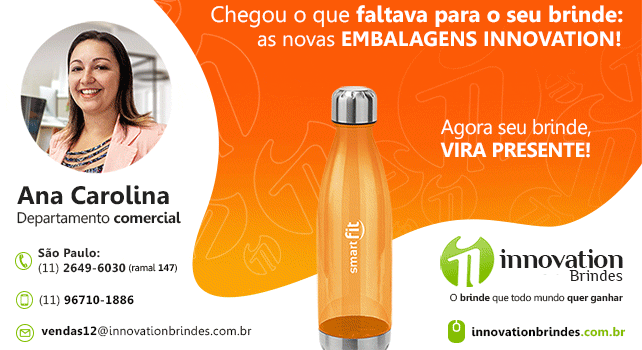 Chegou o que faltava para o seu brinde:
as novas EMBALAGENS INNOVATION!
Agora seu brinde,
VIRA PRESENTE!
smart fit
Ana Carolina
Departamento comercial
São Paulo:
(11) 2649-6030 (ramal 147)
(11) 96710-1886
vendas12@innovationbrindes.com.br
innovation
Brindes
O brinde que todo mundo quer ganhar
innovationbrindes.com.br